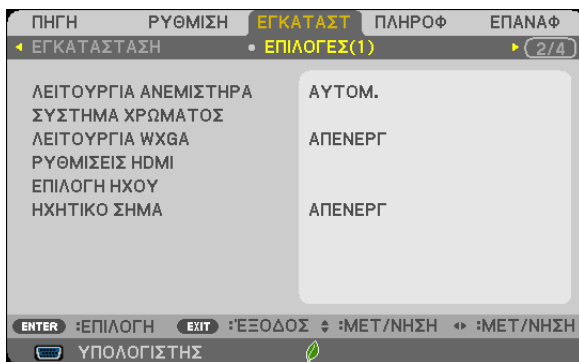 ΠΗΓΗ ΡΥΘΜΙΣΗ ΕΓΚΑΤΑΣΤ ΠΛΗΡΟΦ ΕΠΑΝΑΦ
ΕΓΚΑΤΑΣΤΑΣΗ • ΕΠΙΛΟΓΕΣ(1) 2/4
ΛΕΙΤΟΥΡΓΙΑ ΑΝΕΜΙΣΤΗΡΑ ΑΥΤΟΜ.
ΣΥΣΤΗΜΑ ΧΡΩΜΑΤΟΣ
ΛΕΙΤΟΥΡΓΙΑ WXGA ΑΠΕΝΕΡΓ
ΡΥΘΜΙΣΕΙΣ HDMI
ΕΠΙΛΟΓΗ ΗΧΟΥ
ΗΧΗΤΙΚΟ ΣΗΜΑ ΑΠΕΝΕΡΓ
ENTER :ΕΠΙΛΟΓΗ EXIT :ΈΞΟΔΟΣ :ΜΕΤ/ΝΗΣΗ :ΜΕΤ/ΝΗΣΗ
ΥΠΟΛΟΓΙΣΤΗΣ